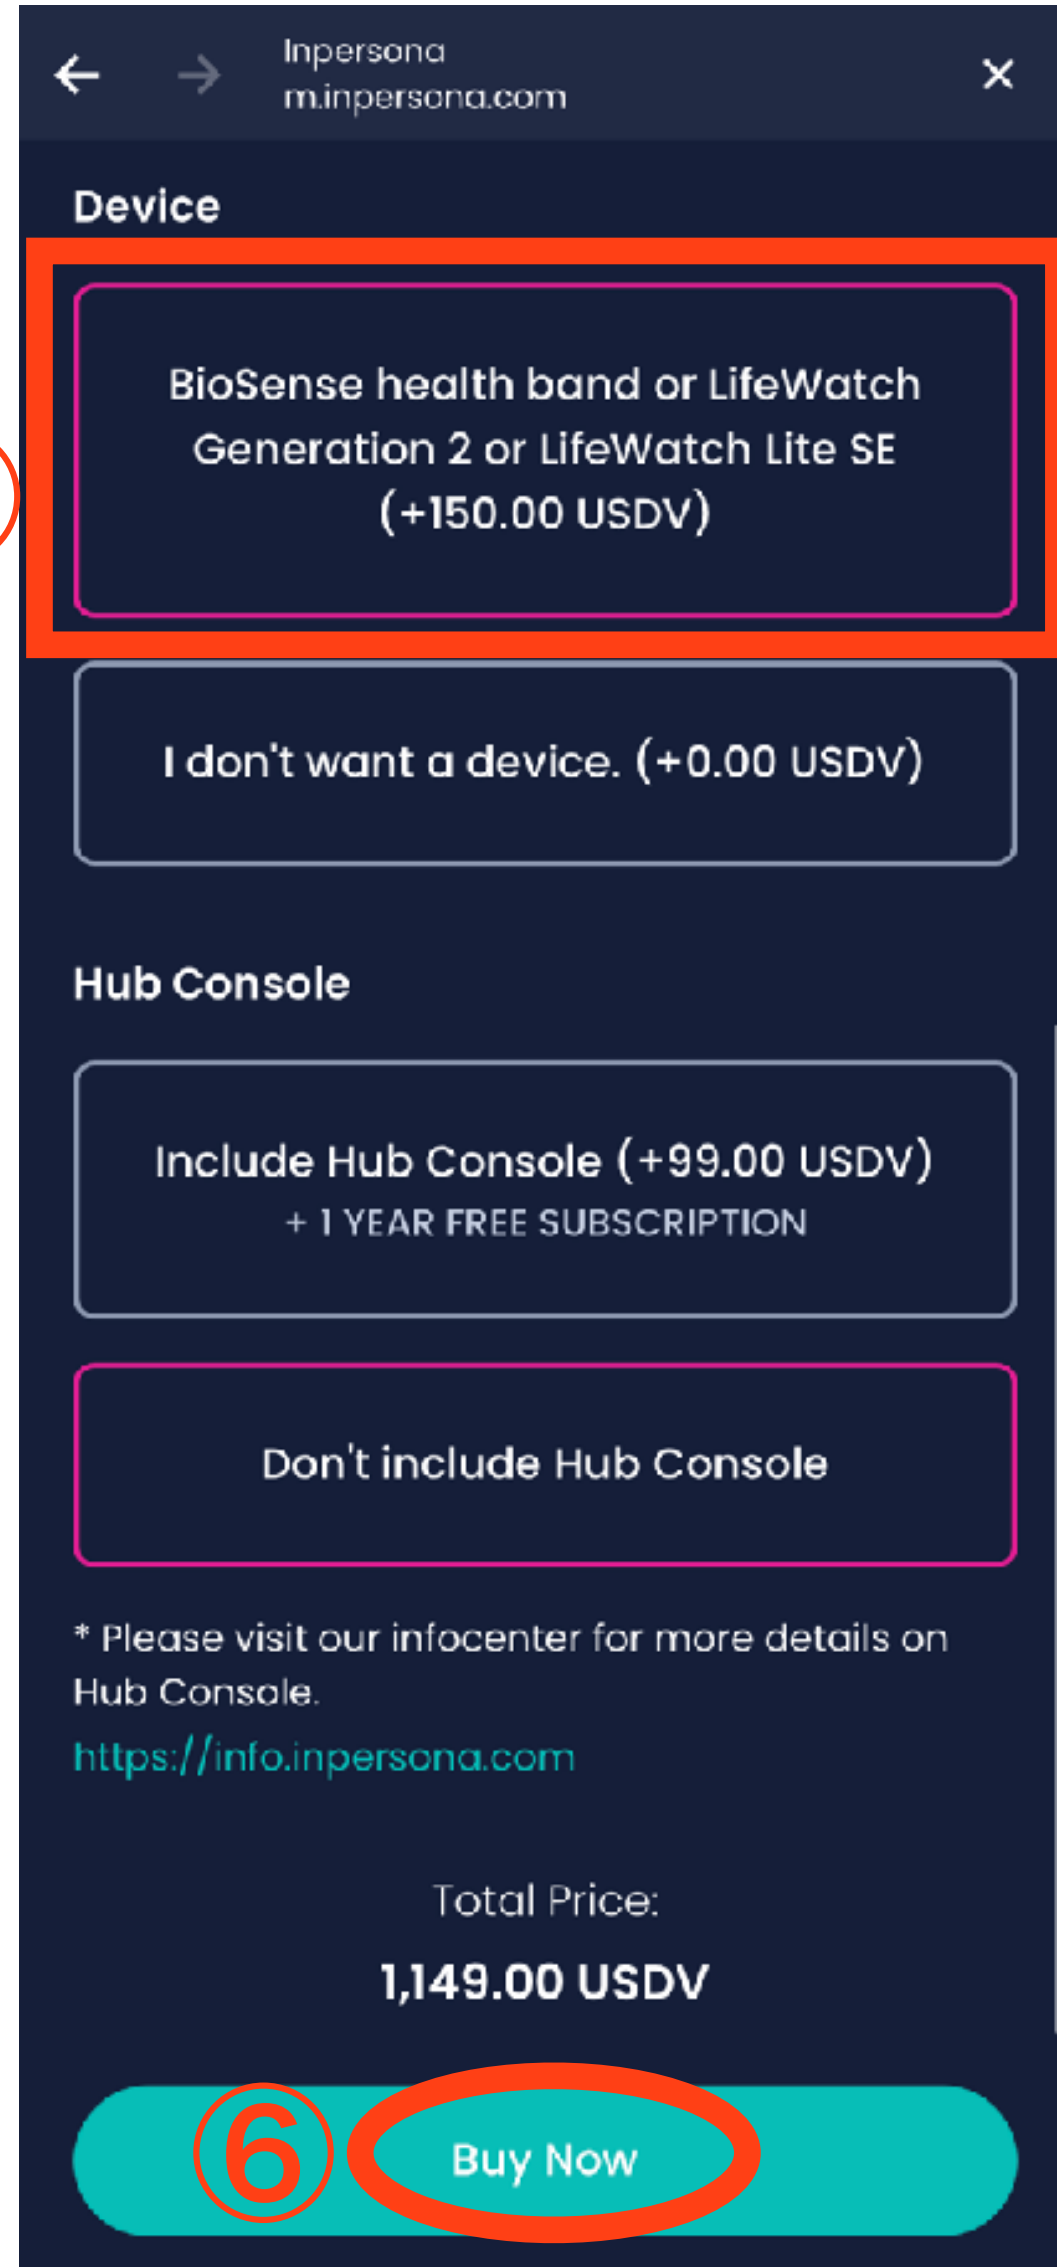 Inpersona
m.inpersona.com
Device
BioSense health band or LifeWatch
Generation 2 or LifeWatch Lite SE
(+150.00 USDV)
I don't want a device. (+0.00 USDV)
Hub Console
Include Hub Console (+99.00 USDV)
+ 1 YEAR FREE SUBSCRIPTION
Don't include Hub Console
* Please visit our infocenter for more details on
Hub Console.
https://info.inpersona.com
Total Price:
1,149.00 USDV
⑥ Buy Now